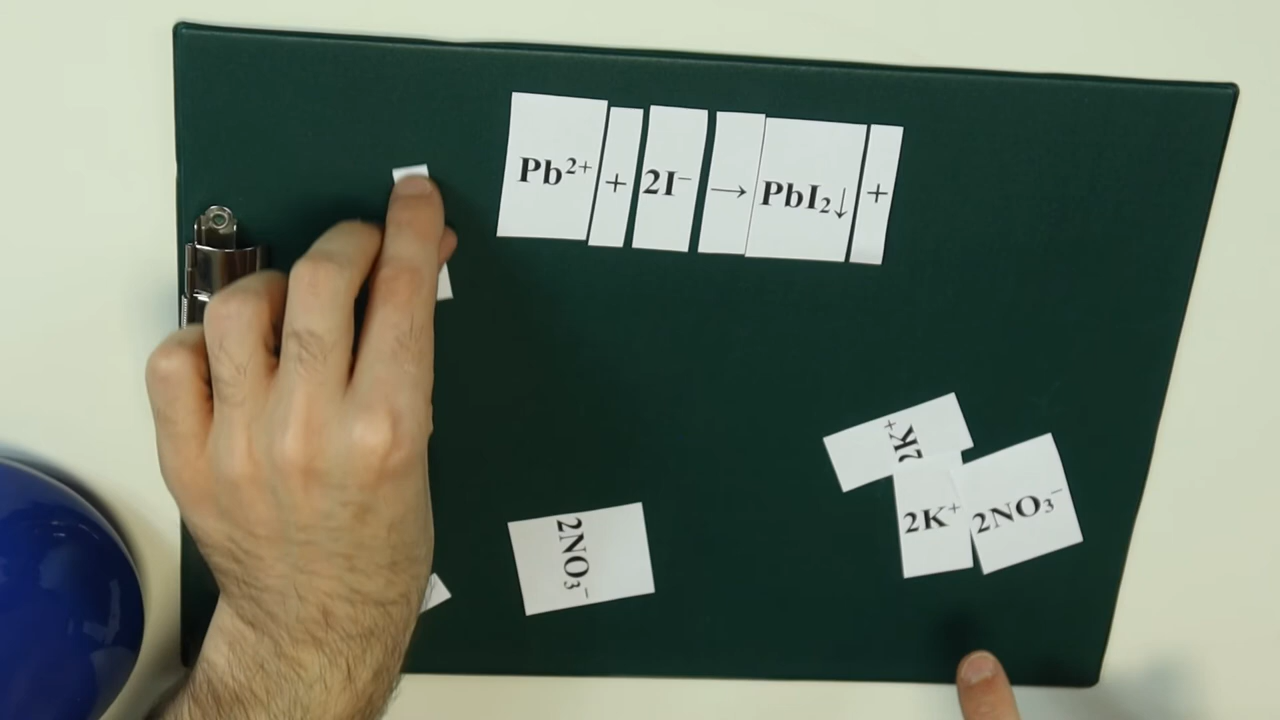 Pb²⁺ + 2I⁻ → PbI₂↓ +
2K⁺
2K⁺ 2NO₃⁻
2NO₃⁻